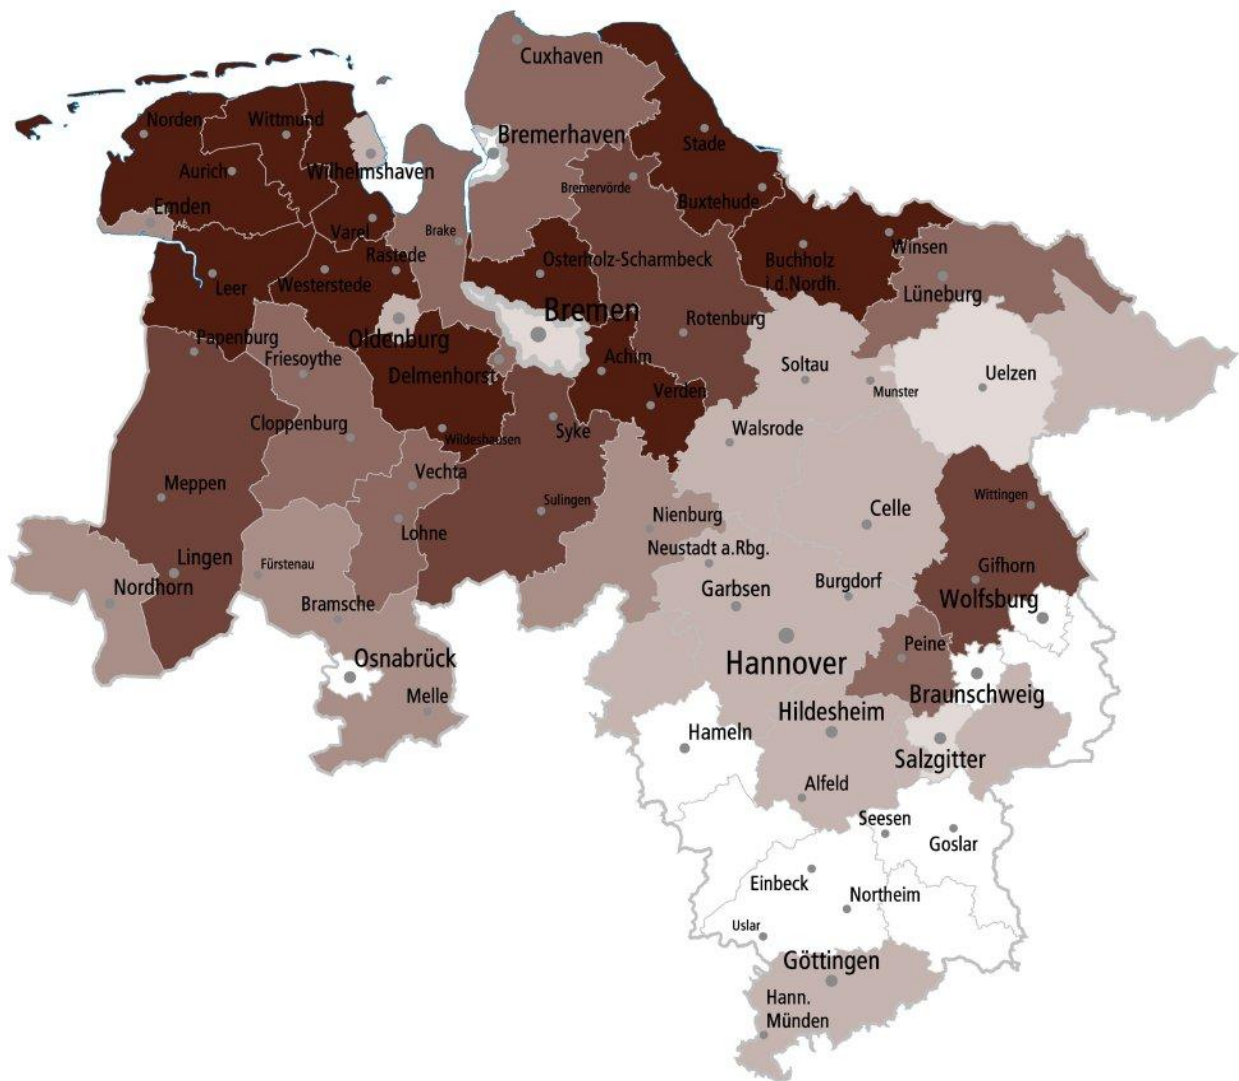 Cuxhaven
Norden
Wittmund
Bremerhaven
Stade
Wilhelmshaven
Aurich
Bremervörde
Buxtehude
Emden
Varel
Brake
Rastede
Osterholz-Scharmbeck
Winsen
Buchholz
i.d.Nordh.
Leer
Westerstede
Lüneburg
Bremen
Rotenburg
Oldenburg
Papenburg
Friesoythe
Achim
Soltau
Uelzen
Delmenhorst
Munster
Verden
Cloppenburg
Wildeshausen
Syke
Walsrode
Vechta
Meppen
Sulingen
Wittingen
Celle
Nienburg
Lohne
Neustadt a.Rbg.
Lingen
Fürstenau
Gifhorn
Nordhorn
Burgdorf
Garbsen
Wolfsburg
Bramsche
Peine
Osnabrück
Hannover
Braunschweig
Melle
Hildesheim
Hameln
Salzgitter
Alfeld
Seesen
Goslar
Einbeck
Northeim
Uslar
Göttingen
Hann.
Münden